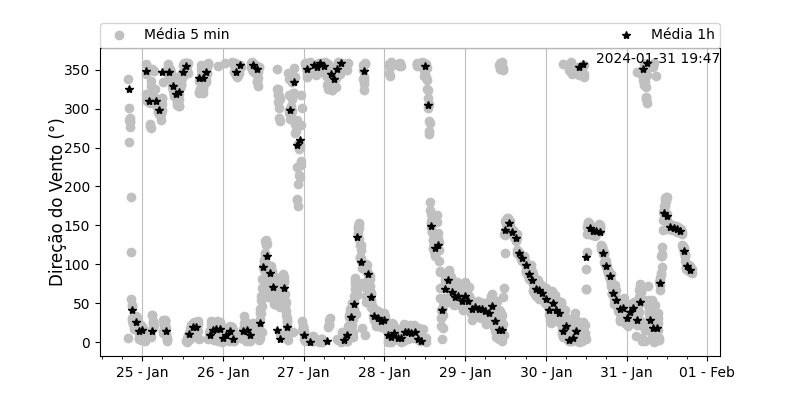 Média 5 min
Média 1h
2024-01-31 19:47
Direção do Vento (°)
350
300
250
200
150
100
50
0
25 - Jan
26 - Jan
27 - Jan
28 - Jan
29 - Jan
30 - Jan
31 - Jan
01 - Feb